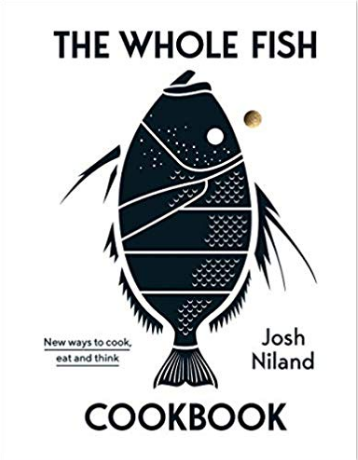 THE WHOLE FISH
New ways to cook,
eat and think
Josh
Niland
COOKBOOK